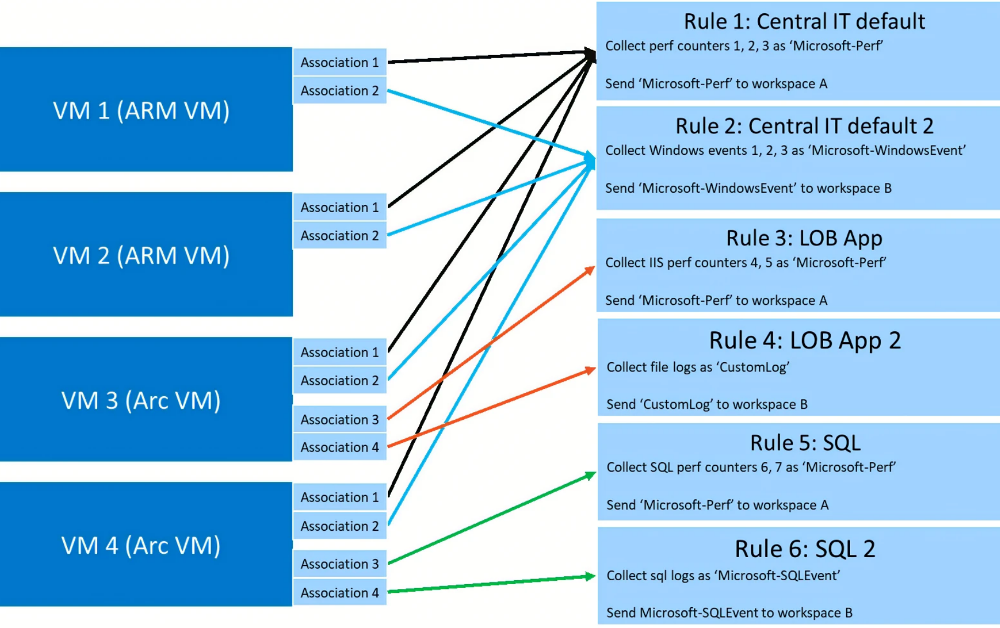 VM 1 (ARM VM)
Association 1
Association 2
VM 2 (ARM VM)
Association 1
Association 2
VM 3 (Arc VM)
Association 1
Association 2
Association 3
Association 4
VM 4 (Arc VM)
Association 1
Association 2
Association 3
Association 4
Rule 1: Central IT default
Collect perf counters 1, 2, 3 as ‘Microsoft-Perf’
Send ‘Microsoft-Perf’ to workspace A
Rule 2: Central IT default 2
Collect Windows events 1, 2, 3 as ‘Microsoft-WindowsEvent’
Send ‘Microsoft-WindowsEvent’ to workspace B
Rule 3: LOB App
Collect IIS perf counters 4, 5 as ‘Microsoft-Perf’
Send ‘Microsoft-Perf’ to workspace A
Rule 4: LOB App 2
Collect file logs as ‘CustomLog’
Send ‘CustomLog’ to workspace B
Rule 5: SQL
Collect SQL perf counters 6, 7 as ‘Microsoft-Perf’
Send ‘Microsoft-Perf’ to workspace A
Rule 6: SQL 2
Collect sql logs as ‘Microsoft-SQLEvent’
Send Microsoft-SQLEvent to workspace B